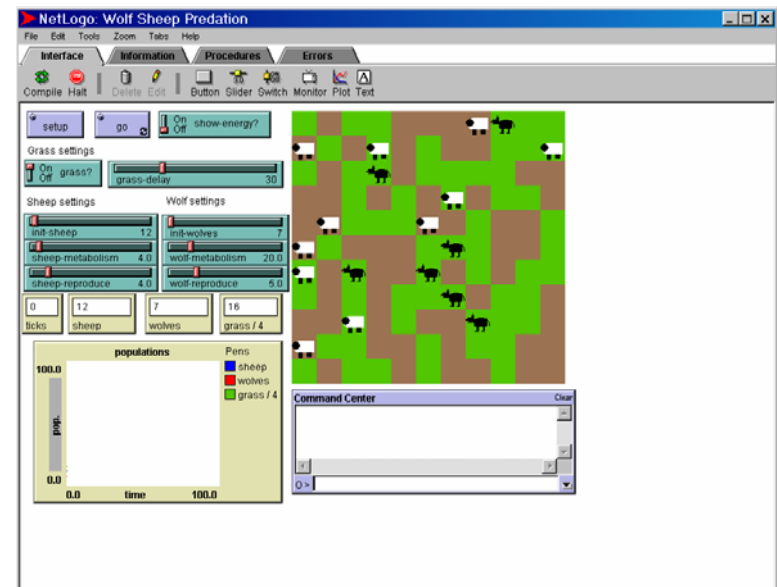 NetLogo: Wolf Sheep Predation
File Edit Tools Zoom Tabs Help
Interface Information Procedures Errors
Compile Halt Delete Edit Button Slider Switch Monitor Plot Text
setup go On Off show-energy?
Grass settings
On Off grass? grass-delay 30
Sheep settings Wolf settings
init-sheep 12 init-wolves 7
sheep-metabolism 4.0 wolf-metabolism 20.0
sheep-reproduce 4.0 wolf-reproduce 5.0
0 12 7 16
ticks sheep wolves grass / 4
populations Pens
100.0 sheep
wolves
grass / 4
pop.
0.0
0.0 time 100.0
Command Center Clear
O>